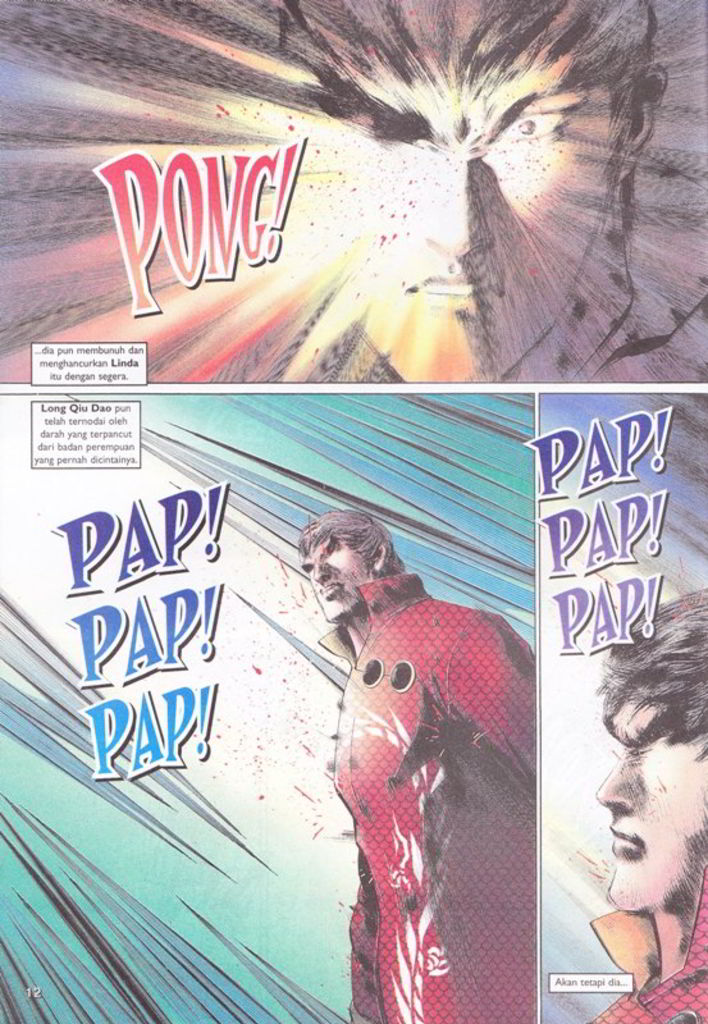 PONG!
...dia pun membunuh dan
menghancurkan Linda
itu dengan segera.
Long Qiu Dao pun
telah ternodai oleh
darah yang terpancut
dari badan perempuan
yang pernah dicintainya.
PAP!
PAP!
PAP!
PAP!
PAP!
PAP!
Akan tetapi dia...
12